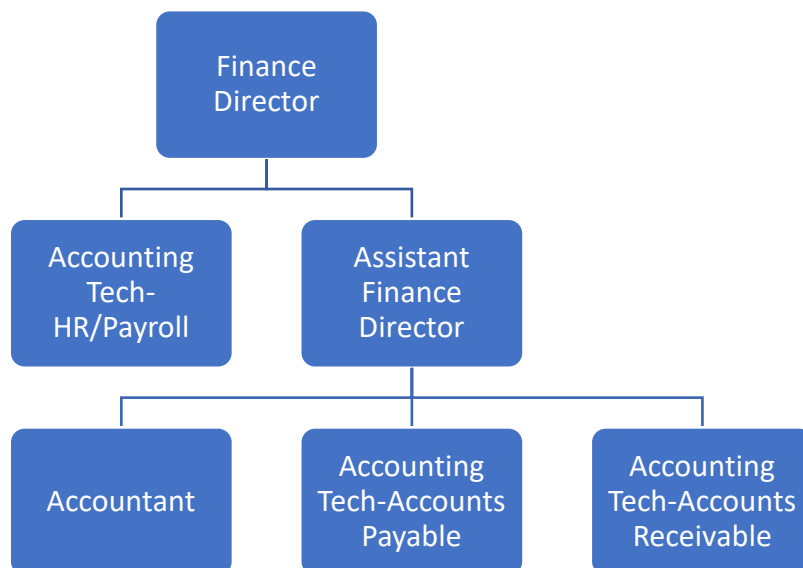 Finance
Director
Accounting
Tech-
HR/Payroll
Assistant
Finance
Director
Accountant
Accounting
Tech-Accounts
Payable
Accounting
Tech-Accounts
Receivable